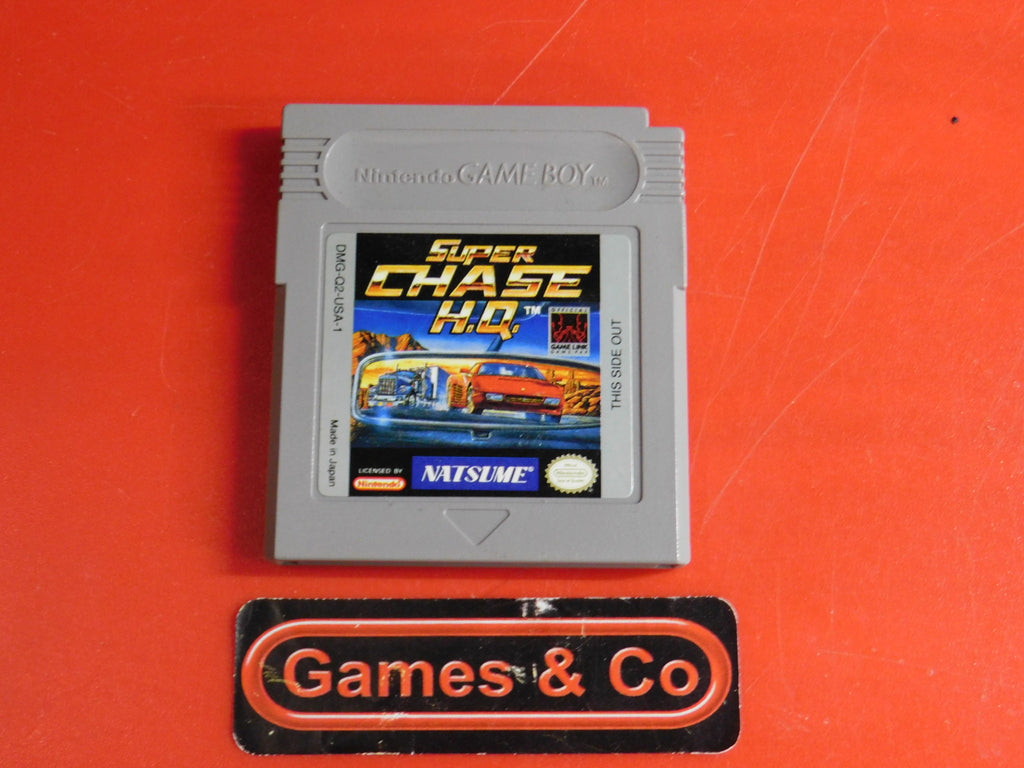 Nintendo GAME BOY TM
SUPER
CHASE
H.Q.™
OFFICIAL
GAME LINK
DMG-Q2-USA-1
THIS SIDE OUT
Made in Japan
LICENSED BY
Nintendo
NATSUME®
Games & Co